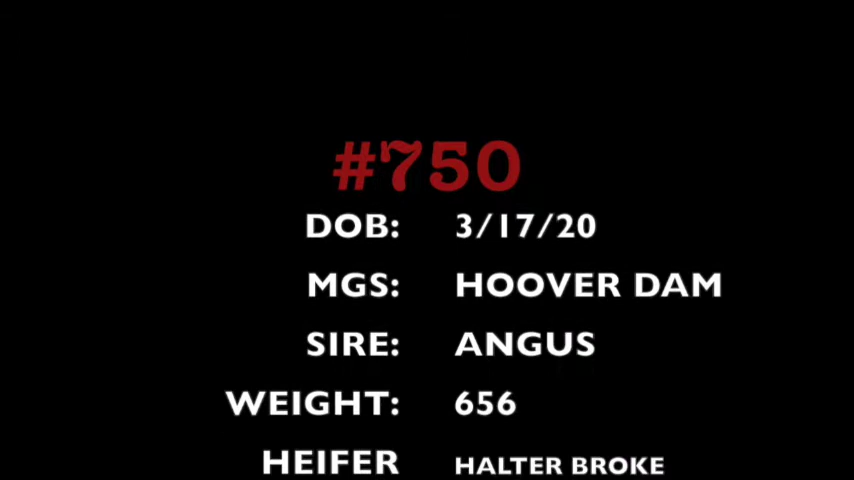 #750
DOB: 3/17/20
MGS: HOOVER DAM
SIRE: ANGUS
WEIGHT: 656
HEIFER HALTER BROKE